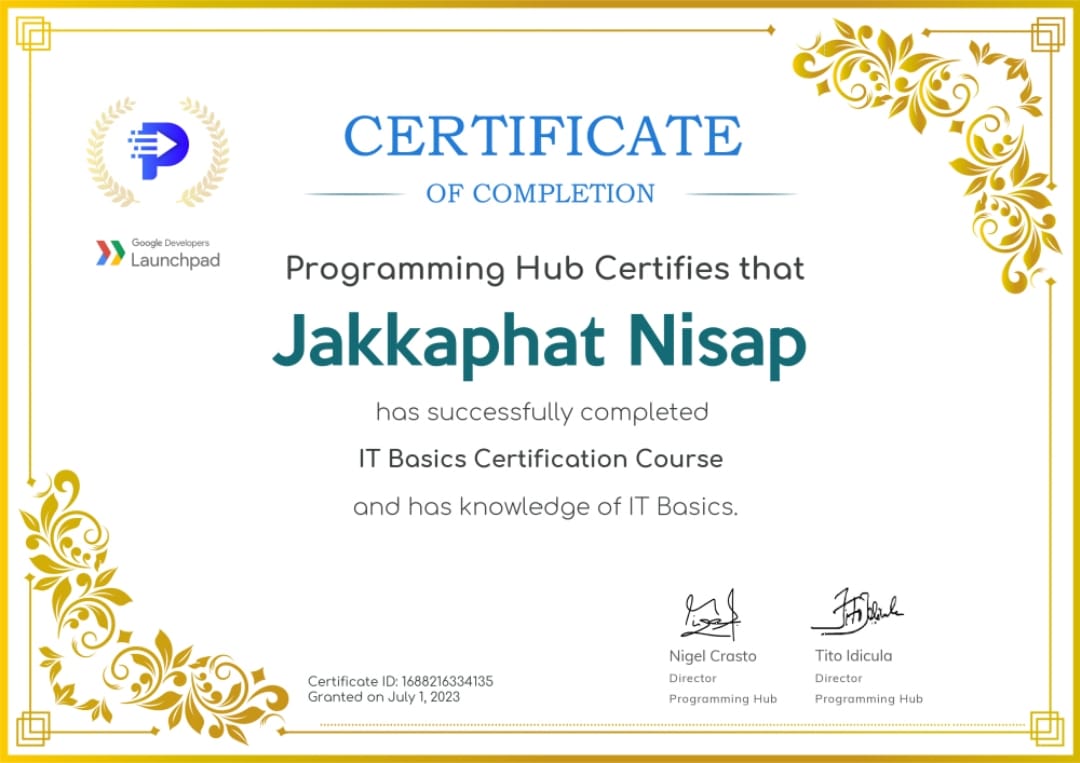 CERTIFICATE
OF COMPLETION
Google Developers
Launchpad
Programming Hub Certifies that
Jakkaphat Nisap
has successfully completed
IT Basics Certification Course
and has knowledge of IT Basics.
Nigel Crasto
Director
Programming Hub
Tito Idicula
Director
Programming Hub
Certificate ID: 1688216334135
Granted on July 1, 2023